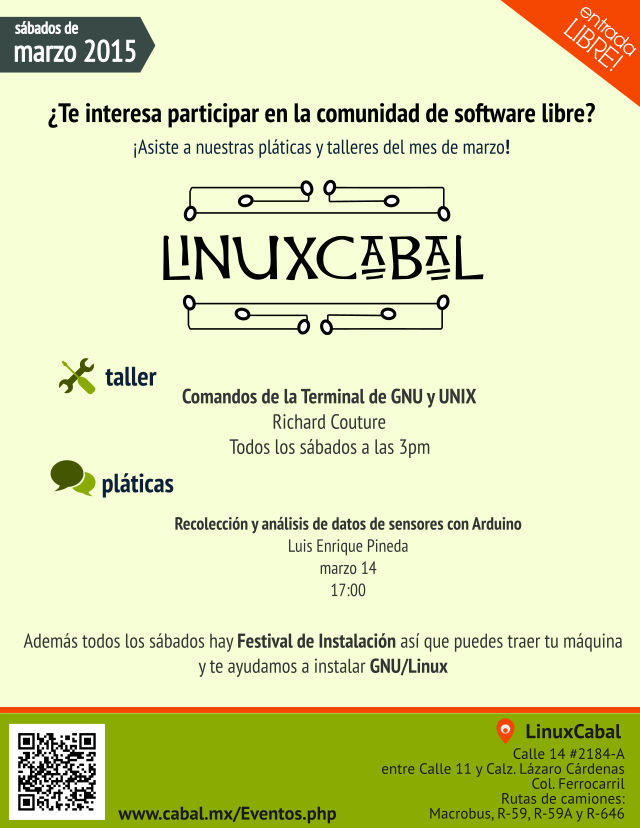 sábados de
marzo 2015
entrada
LIBRE!
¿Te interesa participar en la comunidad de software libre?
¡Asiste a nuestras pláticas y talleres del mes de marzo!
LINUXCABAL
taller
Comandos de la Terminal de GNU y UNIX
Richard Couture
Todos los sábados a las 3pm
pláticas
Recolección y análisis de datos de sensores con Arduino
Luis Enrique Pineda
marzo 14
17:00
Además todos los sábados hay Festival de Instalación así que puedes traer tu máquina
y te ayudamos a instalar GNU/Linux
LinuxCabal
Calle 14 #2184-A
entre Calle 11 y Calz. Lázaro Cárdenas
Col. Ferrocarril
Rutas de camiones:
Macrobus, R-59, R-59A y R-646
www.cabal.mx/Eventos.php